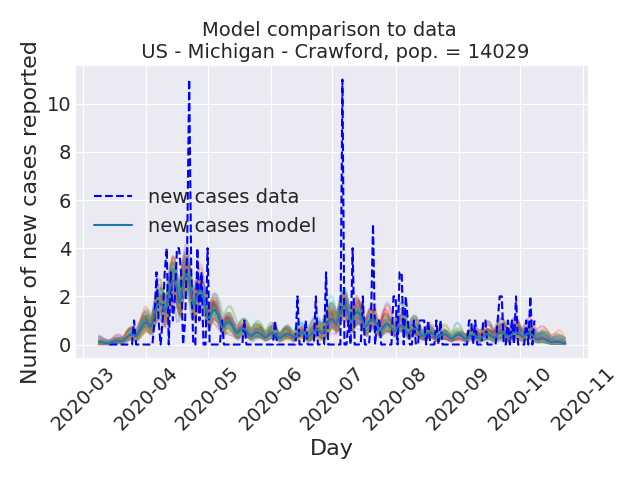 Model comparison to data
US - Michigan - Crawford, pop. = 14029
Number of new cases reported
10
8
6
4
2
0
new cases data
new cases model
2020-03
2020-04
2020-05
2020-06
2020-07
2020-08
2020-09
2020-10
2020-11
Day